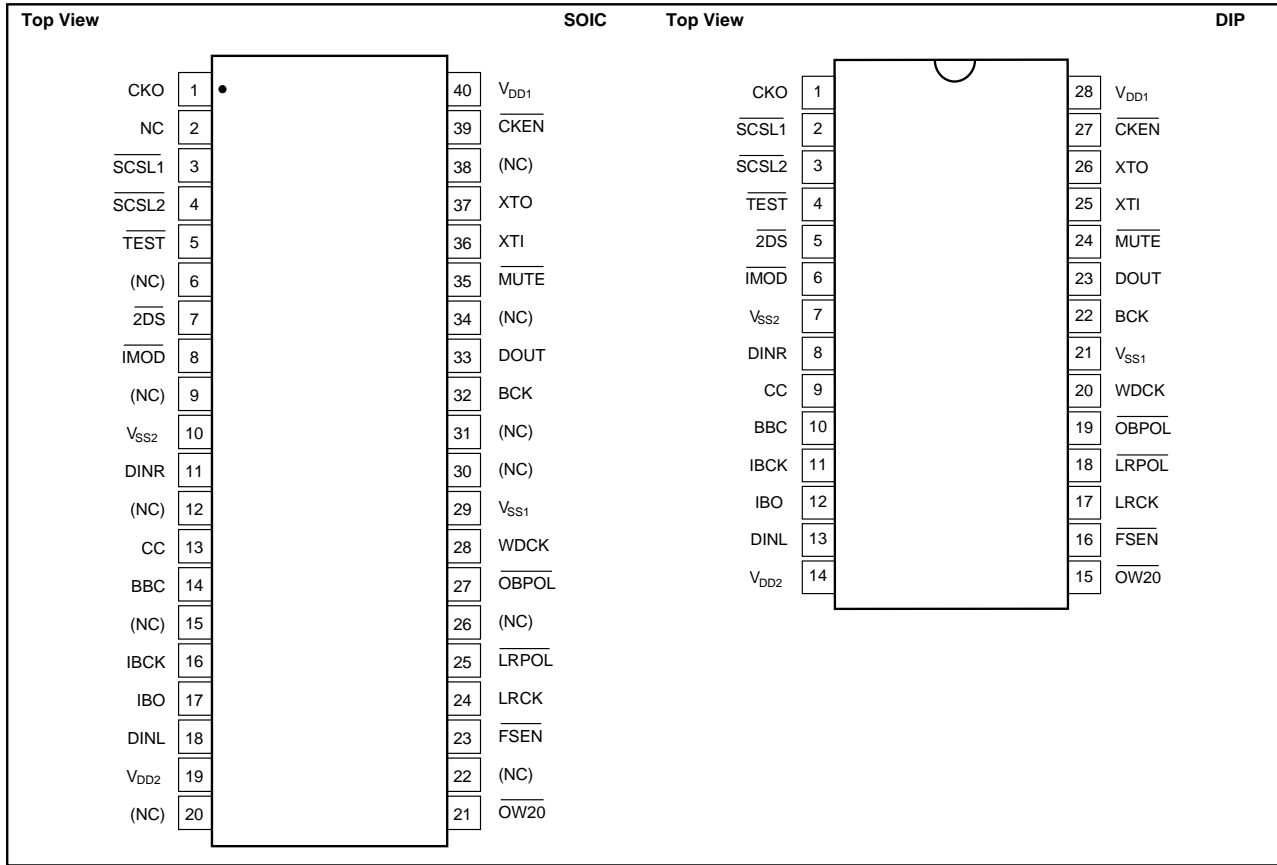 Top View SOIC
CKO 1 40 VDD1
NC 2 39 CKEN
SCSL1 3 38 (NC)
SCSL2 4 37 XTO
TEST 5 36 XTI
(NC) 6 35 MUTE
2DS 7 34 (NC)
IMOD 8 33 DOUT
(NC) 9 32 BCK
VSS2 10 31 (NC)
DINR 11 30 (NC)
(NC) 12 29 VSS1
CC 13 28 WDCK
BBC 14 27 OBPOL
(NC) 15 26 (NC)
IBCK 16 25 LRPOL
IBO 17 24 LRCK
DINL 18 23 FSEN
VDD2 19 22 (NC)
(NC) 20 21 OW20
Top View DIP
CKO 1 28 VDD1
SCSL1 2 27 CKEN
SCSL2 3 26 XTO
TEST 4 25 XTI
2DS 5 24 MUTE
IMOD 6 23 DOUT
VSS2 7 22 BCK
DINR 8 21 VSS1
CC 9 20 WDCK
BBC 10 19 OBPOL
IBCK 11 18 LRPOL
IBO 12 17 LRCK
DINL 13 16 FSEN
VDD2 14 15 OW20